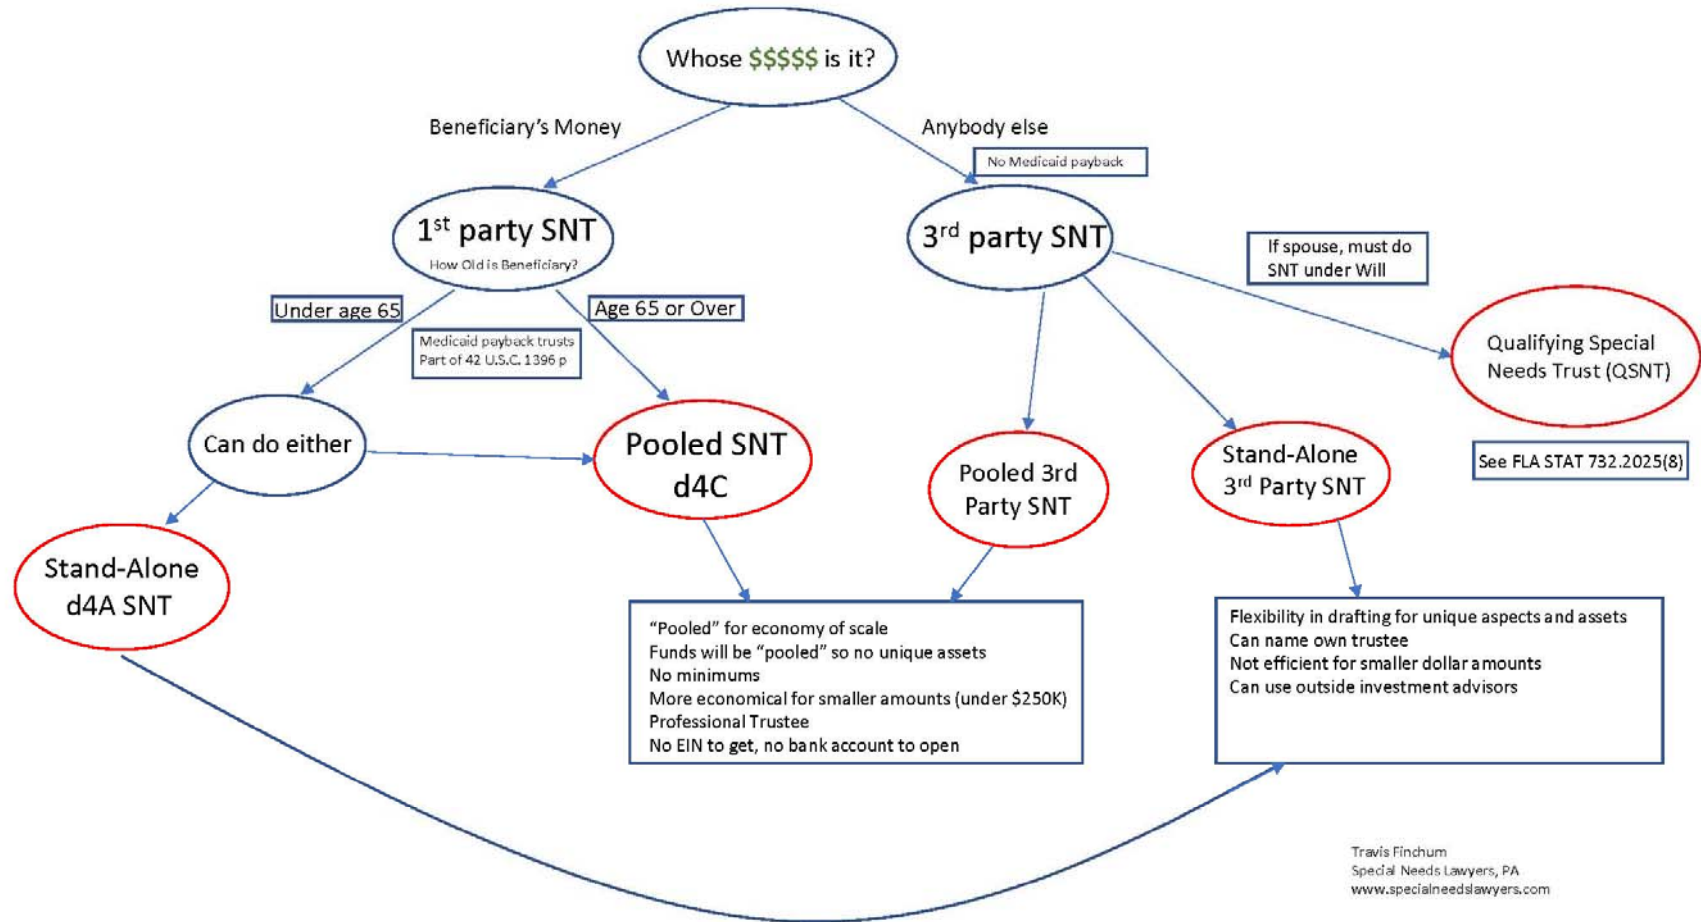 Whose $$$$$ is it?
Beneficiary's Money
Anybody else
No Medicaid payback
1st party SNT
How Old is Beneficiary?
3rd party SNT
If spouse, must do
SNT under Will
Under age 65
Age 65 or Over
Medicaid payback trusts
Part of 42 U.S.C. 1396 p
Qualifying Special
Needs Trust (QSNT)
Can do either
Pooled SNT
d4C
Pooled 3rd
Party SNT
Stand-Alone
3rd Party SNT
See FLA STAT 732.2025(8)
Stand-Alone
d4A SNT
“Pooled” for economy of scale
Funds will be “pooled” so no unique assets
No minimums
More economical for smaller amounts (under $250K)
Professional Trustee
No EIN to get, no bank account to open
Flexibility in drafting for unique aspects and assets
Can name own trustee
Not efficient for smaller dollar amounts
Can use outside investment advisors
Travis Finchum
Special Needs Lawyers, PA
www.specialneedslawyers.com